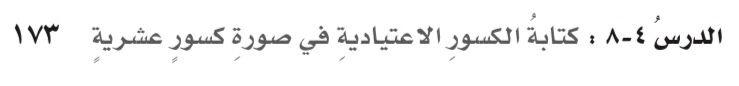 الدرسُ ٤-٨ : كتابةُ الكسورِ الاعتياديةِ في صورةِ كسورٍ عشريةٍ ١٧٣